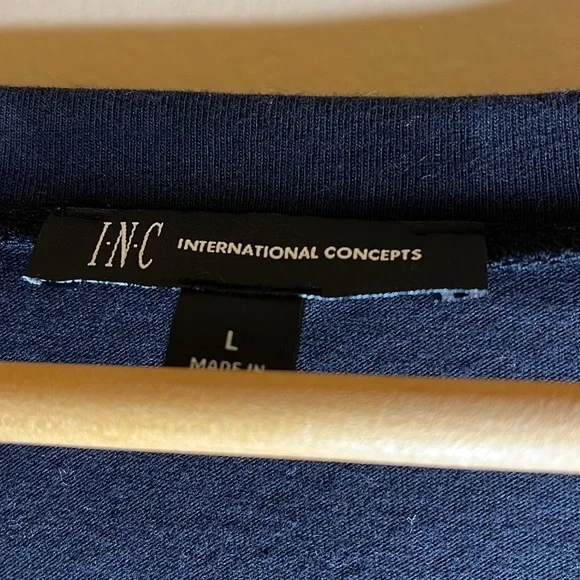 I·N·C INTERNATIONAL CONCEPTS
L
MADE IN